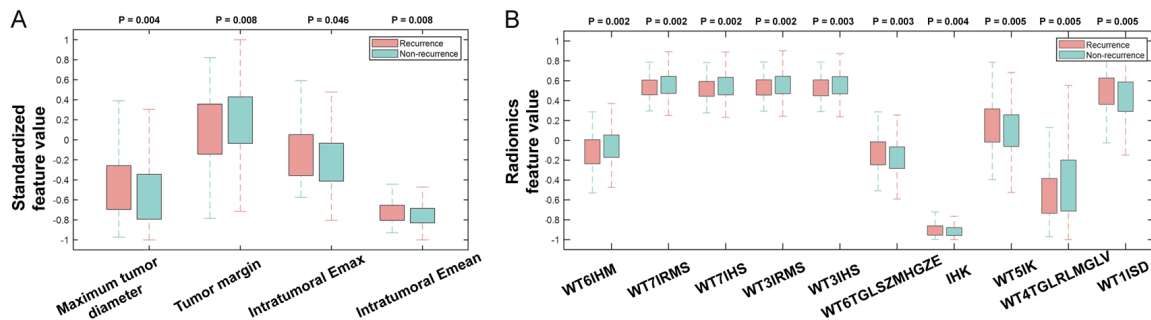 A
P = 0.004
P = 0.008
P = 0.046
P = 0.008
Recurrence
Non-recurrence
Standardized
feature value
1
0.8
0.6
0.4
0.2
0
-0.2
-0.4
-0.6
-0.8
-1
Maximum tumor
diameter
Tumor margin
Intratumoral Emax
Intratumoral Emean
B
P = 0.002
P = 0.002
P = 0.002
P = 0.002
P = 0.003
P = 0.003
P = 0.004
P = 0.005
P = 0.005
P = 0.005
Recurrence
Non-recurrence
Radiomics
feature value
1
0.8
0.6
0.4
0.2
0
-0.2
-0.4
-0.6
-0.8
-1
WT6IHM
WT7IRMS
WT7IHS
WT3IRMS
WT3IHS
WT6TGLSZMHGZE
IHK
WT5IK
WT4TGLRLMGLV
WT1ISD